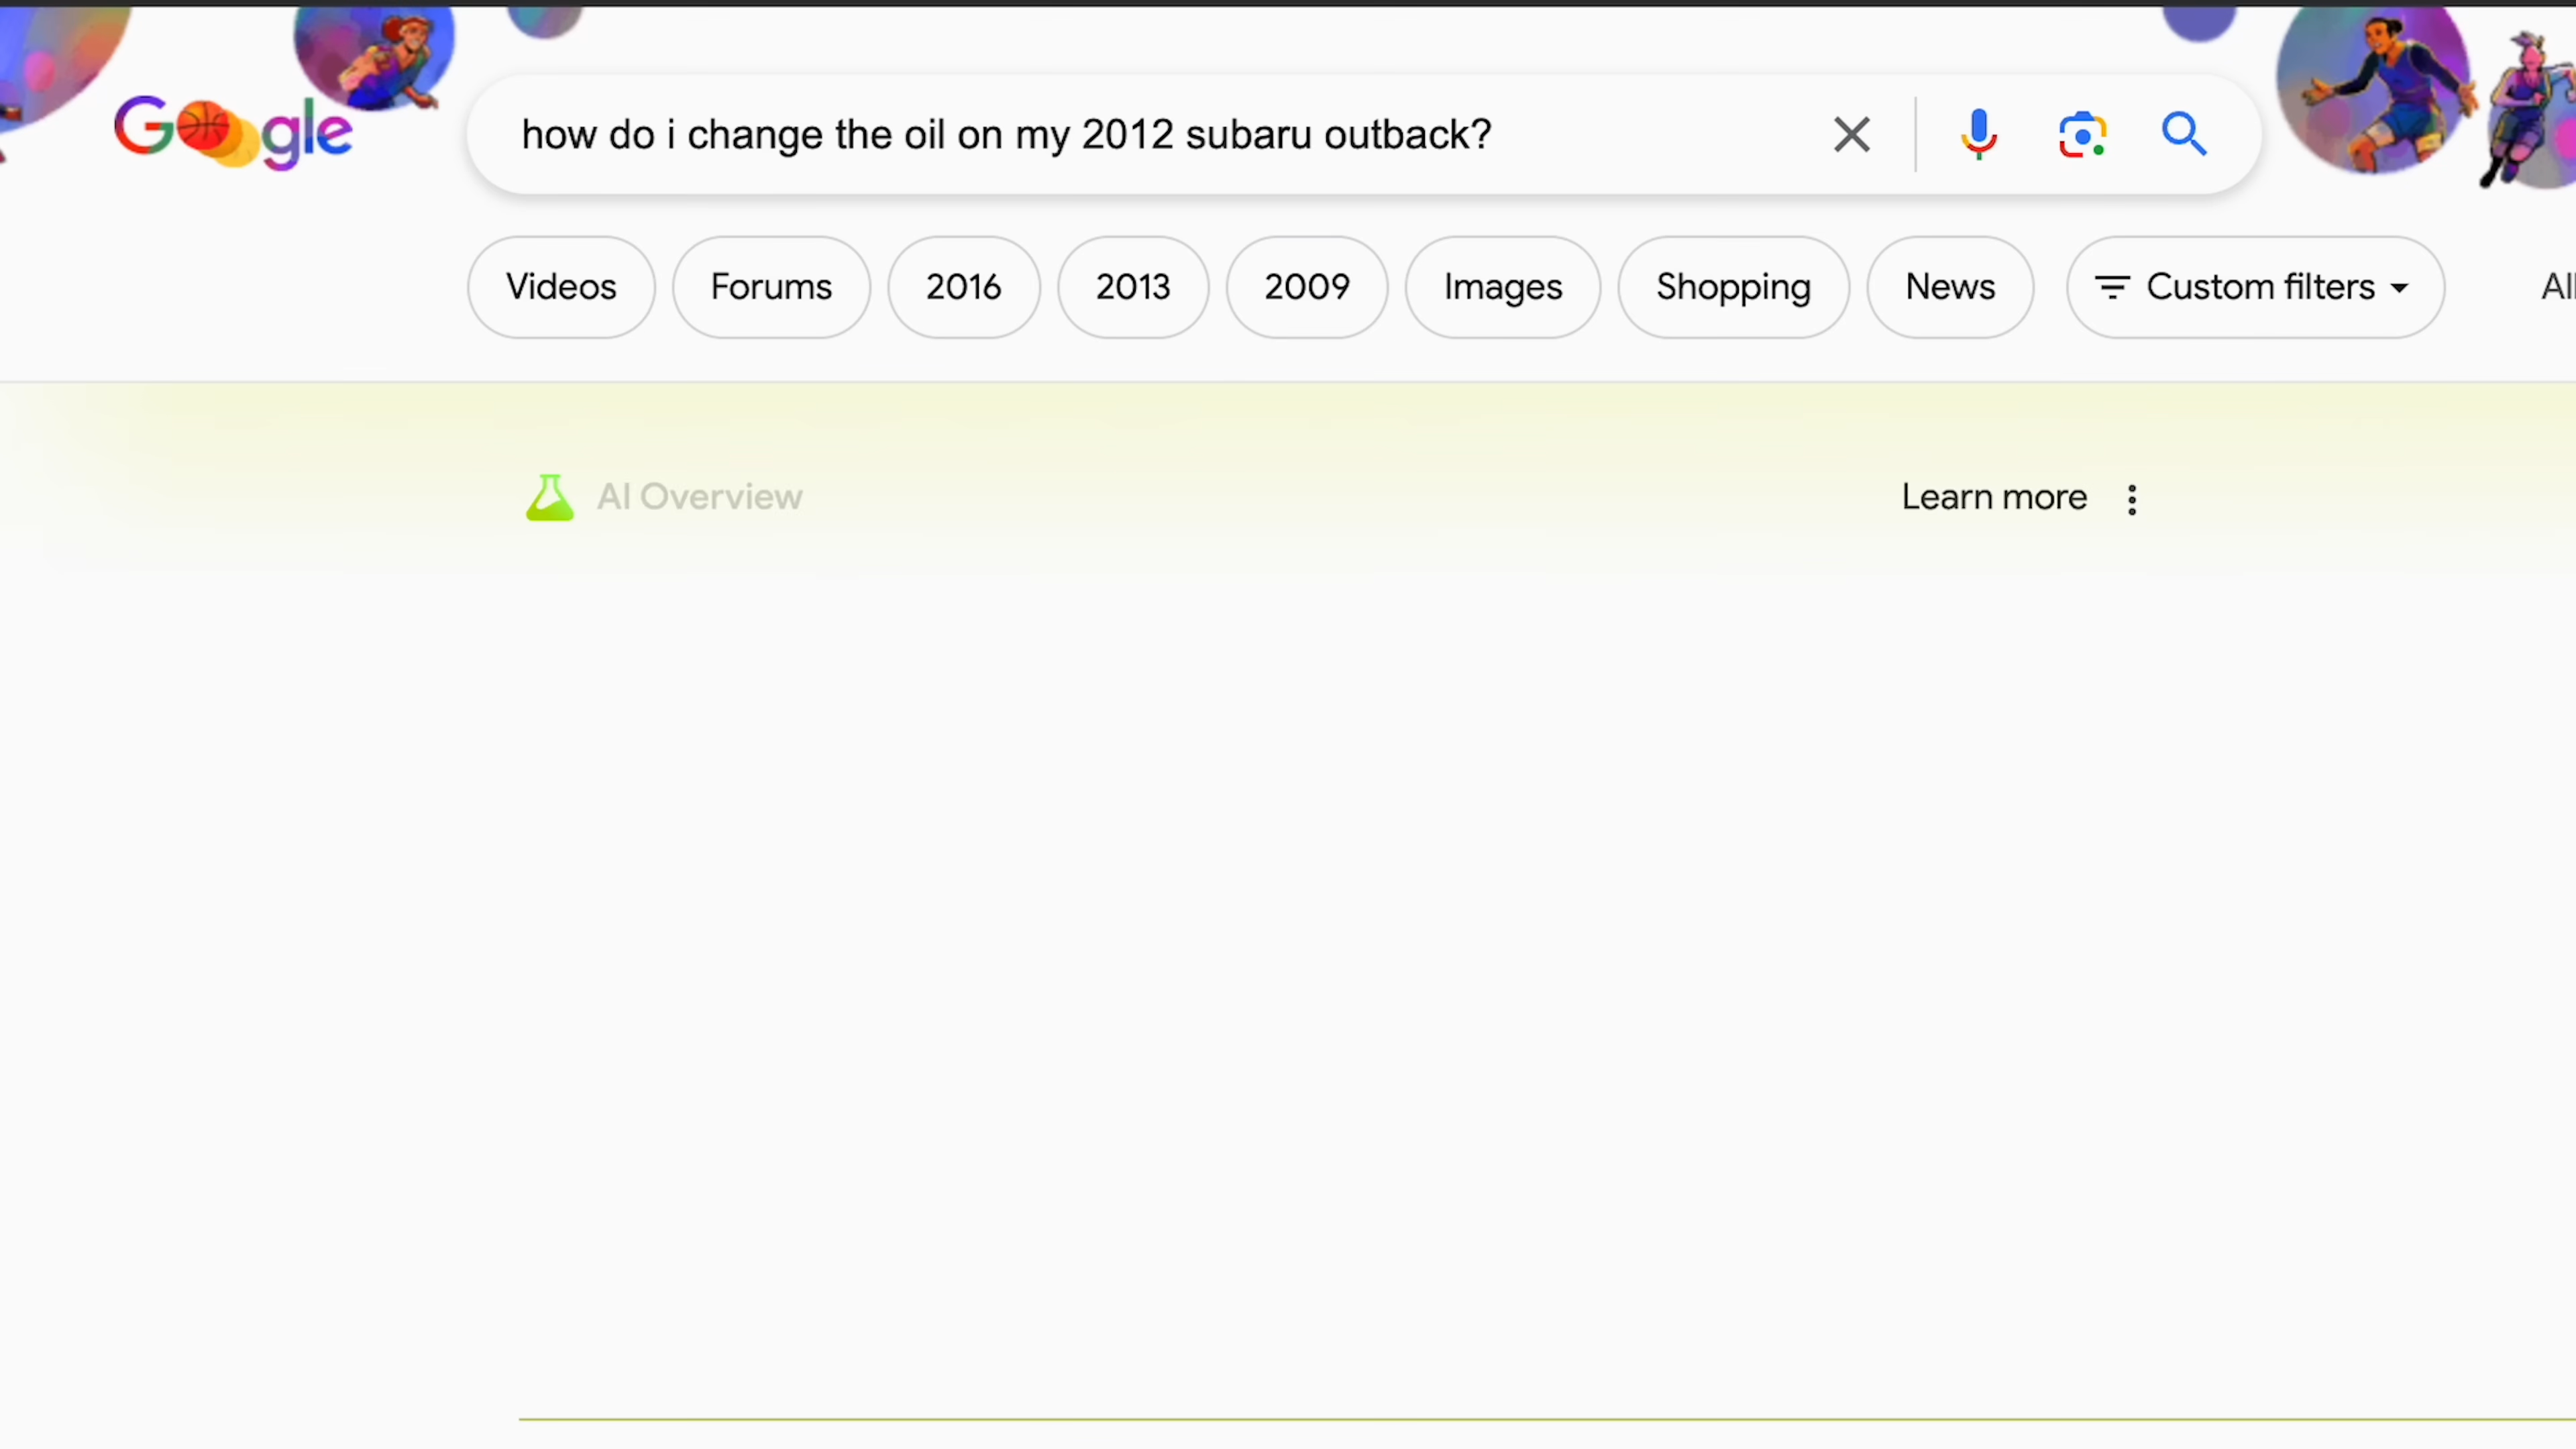 Google
how do i change the oil on my 2012 subaru outback?
Videos
Forums
2016
2013
2009
Images
Shopping
News
Custom filters
All
AI Overview
Learn more